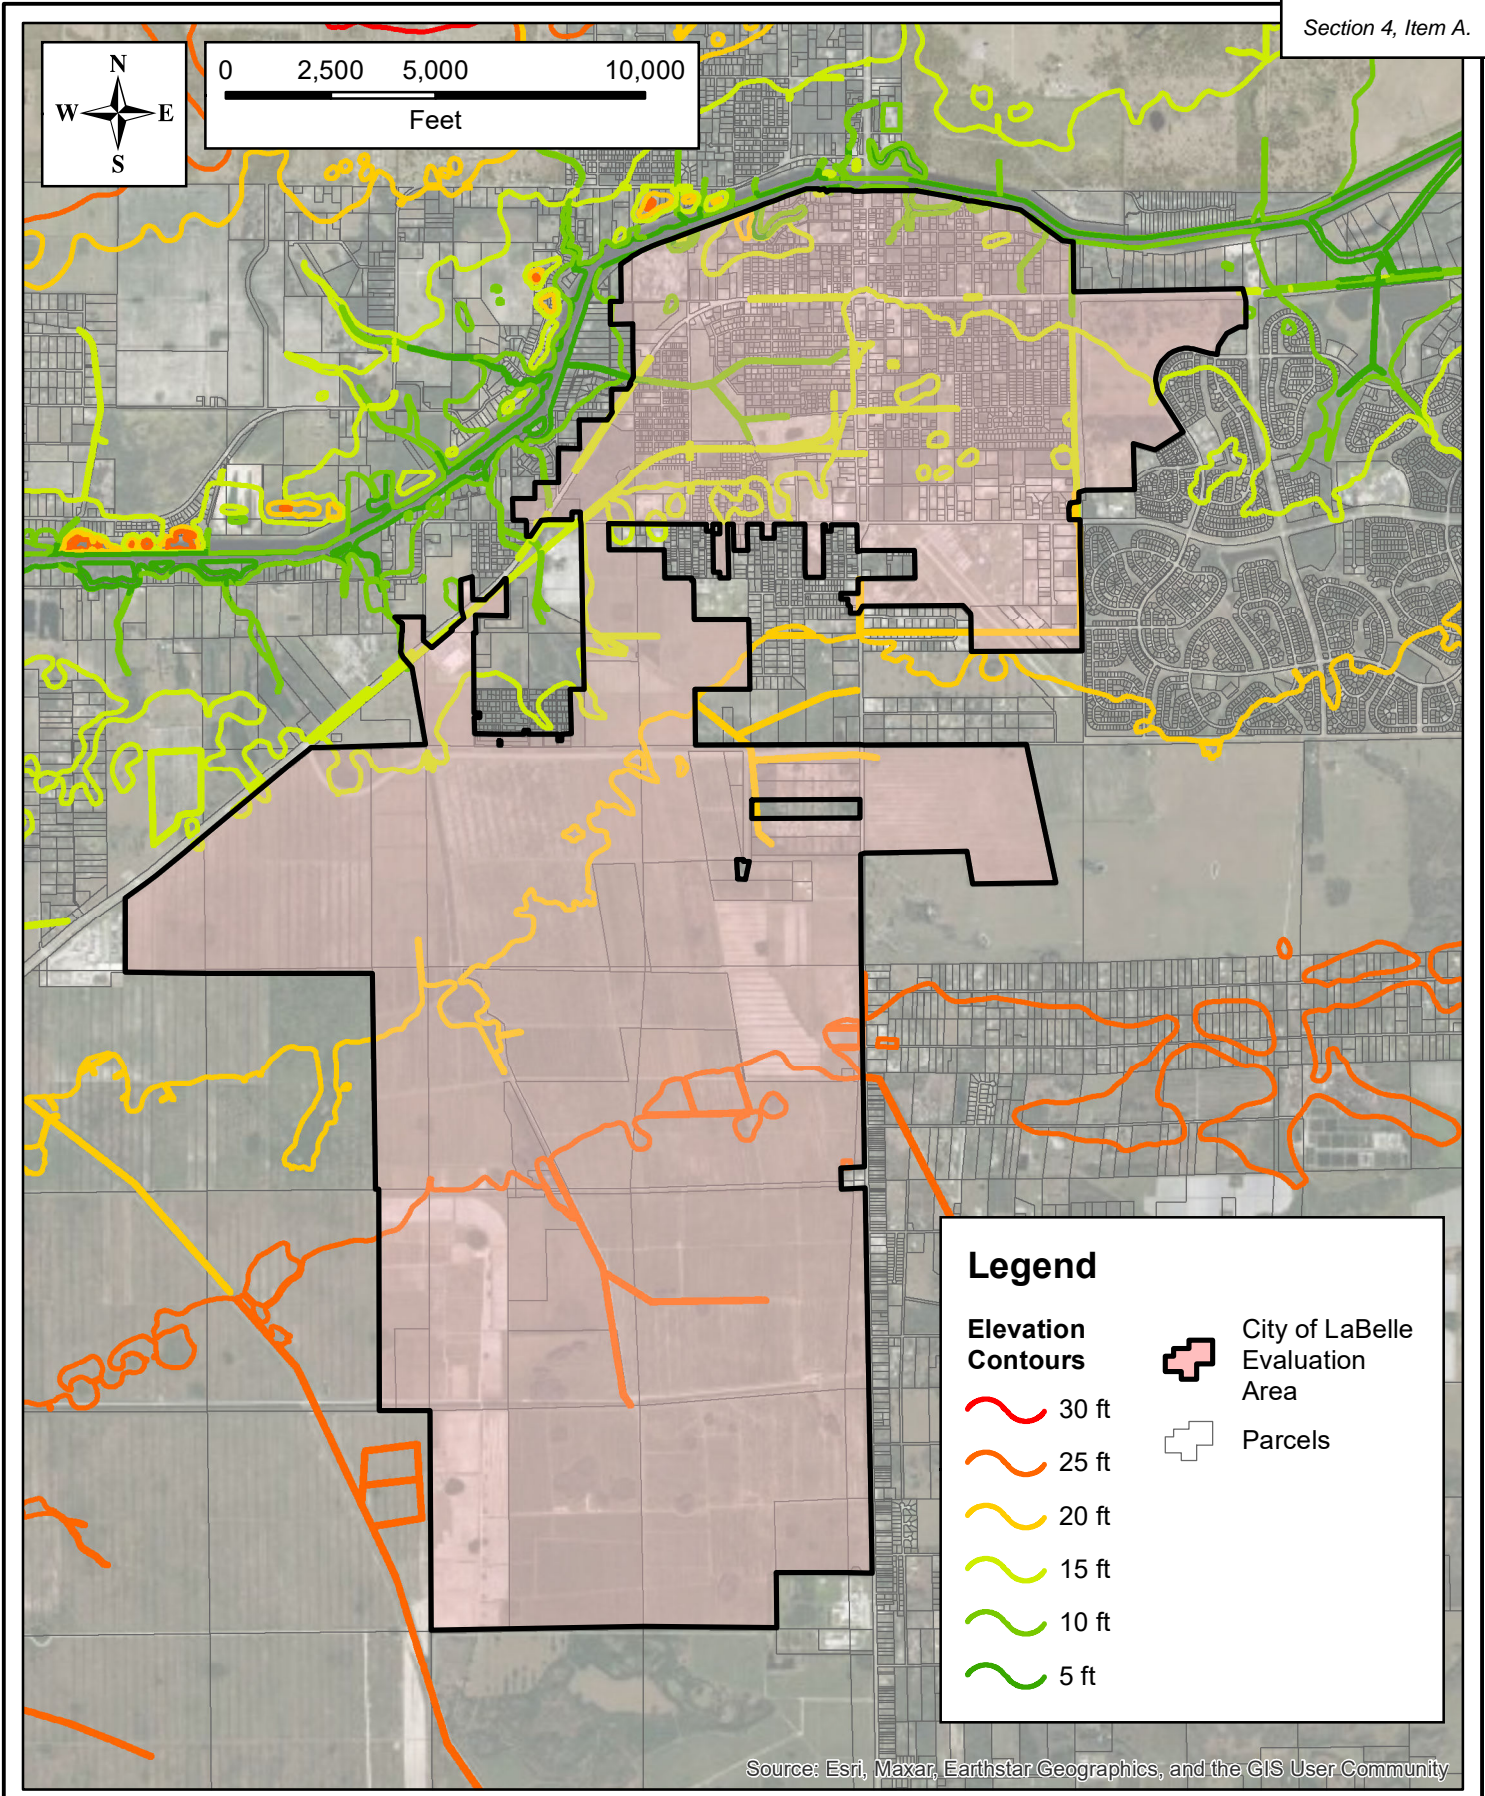 Section 4, Item A.
N
W E
S
0 2,500 5,000 10,000
Feet
Legend
Elevation
Contours
30 ft
25 ft
20 ft
15 ft
10 ft
5 ft
City of LaBelle
Evaluation
Area
Parcels
Source: Esri, Maxar, Earthstar Geographics, and the GIS User Community